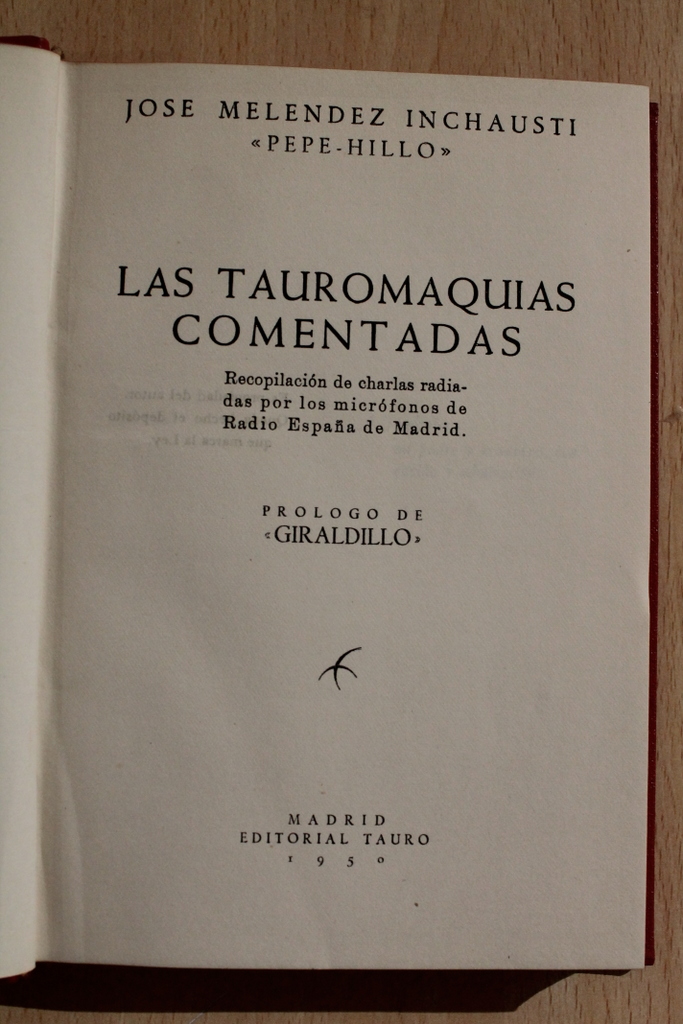 JOSE MELENDEZ INCHAUSTI
«PEPE-HILLO»
LAS TAUROMAQUIAS
COMENTADAS
Recopilación de charlas radia-
das por los micrófonos de
Radio España de Madrid.
PROLOGO DE
«GIRALDILLO»
MADRID
EDITORIAL TAURO
1950